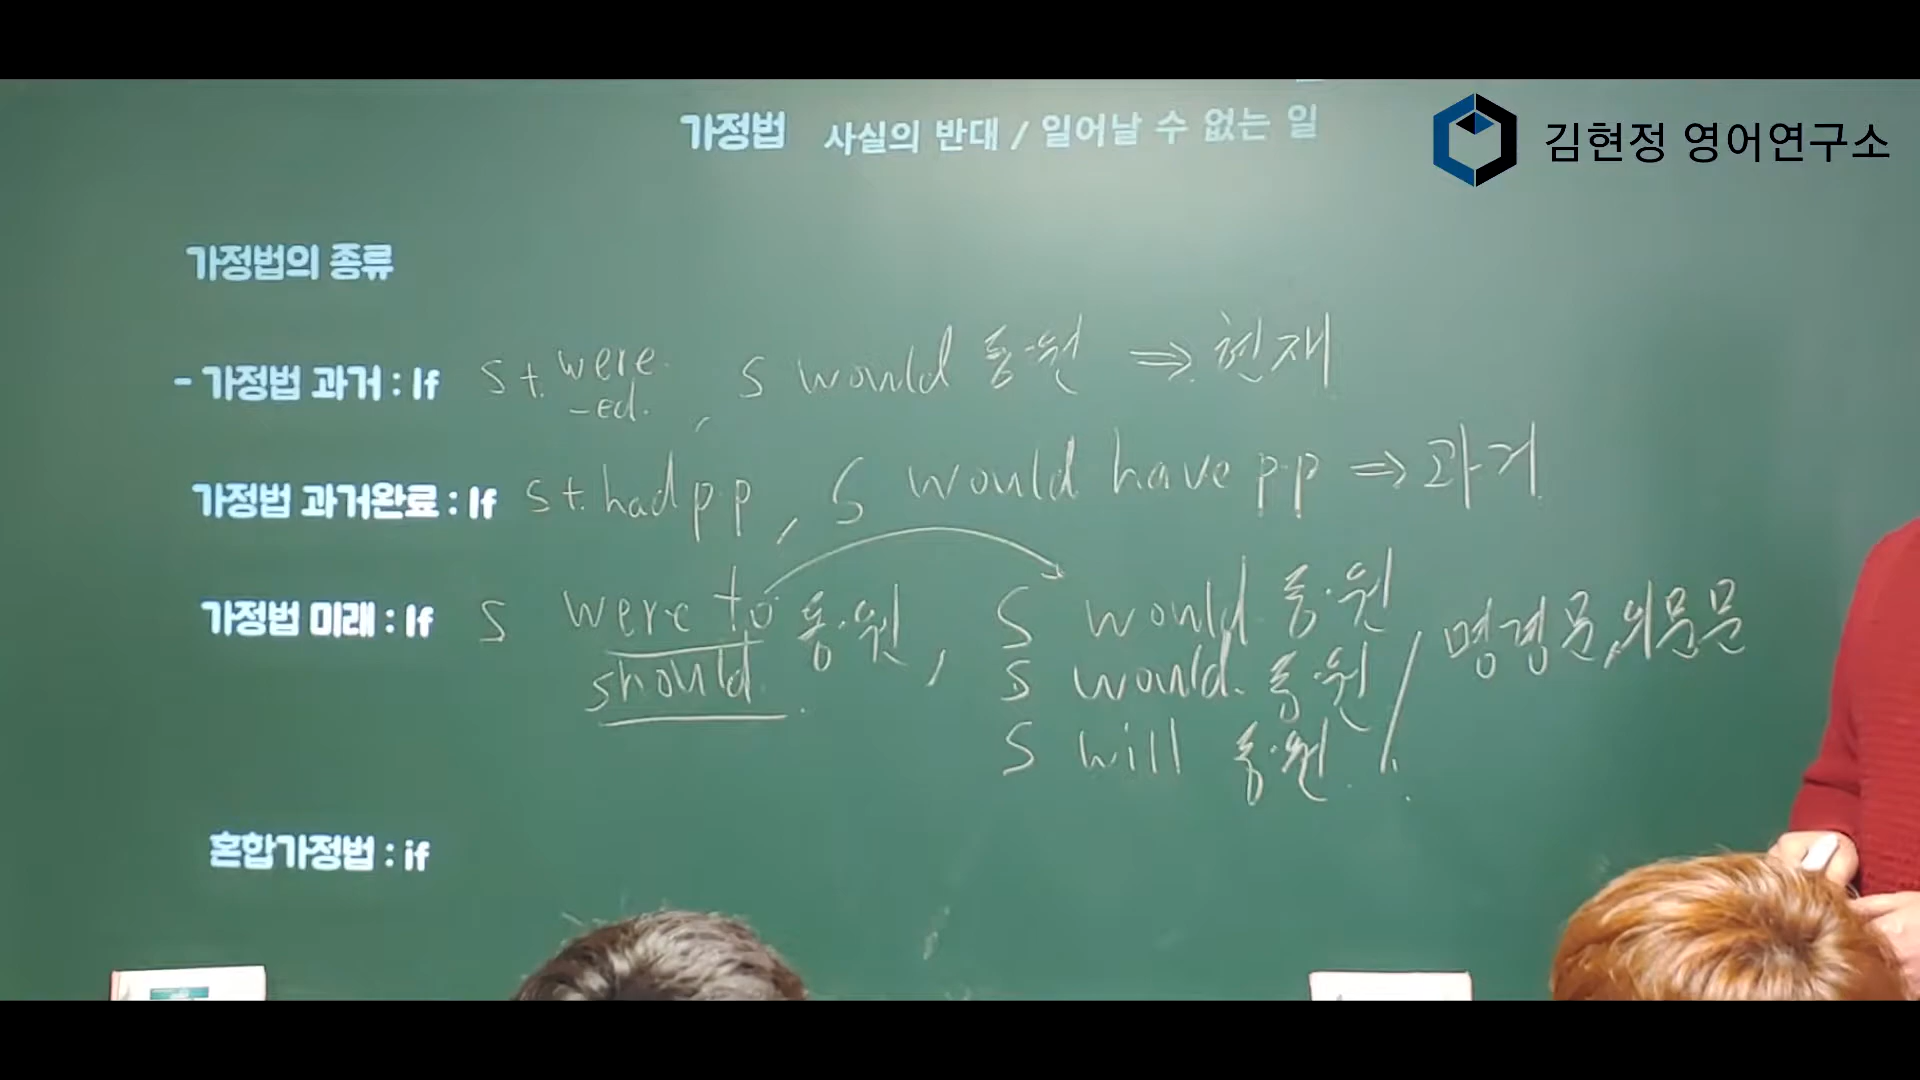 가정법 사실의 반대 / 일어날 수 없는 일
김현정 영어연구소
가정법의 종류
- 가정법 과거 : If S+. were. , S would 동·원 ⇒ 현재
-ed.
가정법 과거완료 : If S+. had p.p , S would have p.p ⇒ 과거
가정법 미래 : If S were to 동·원 , S would 동·원 / 명령문, 의문문
should. S would. 동·원
S will 동·원.
혼합가정법 : if